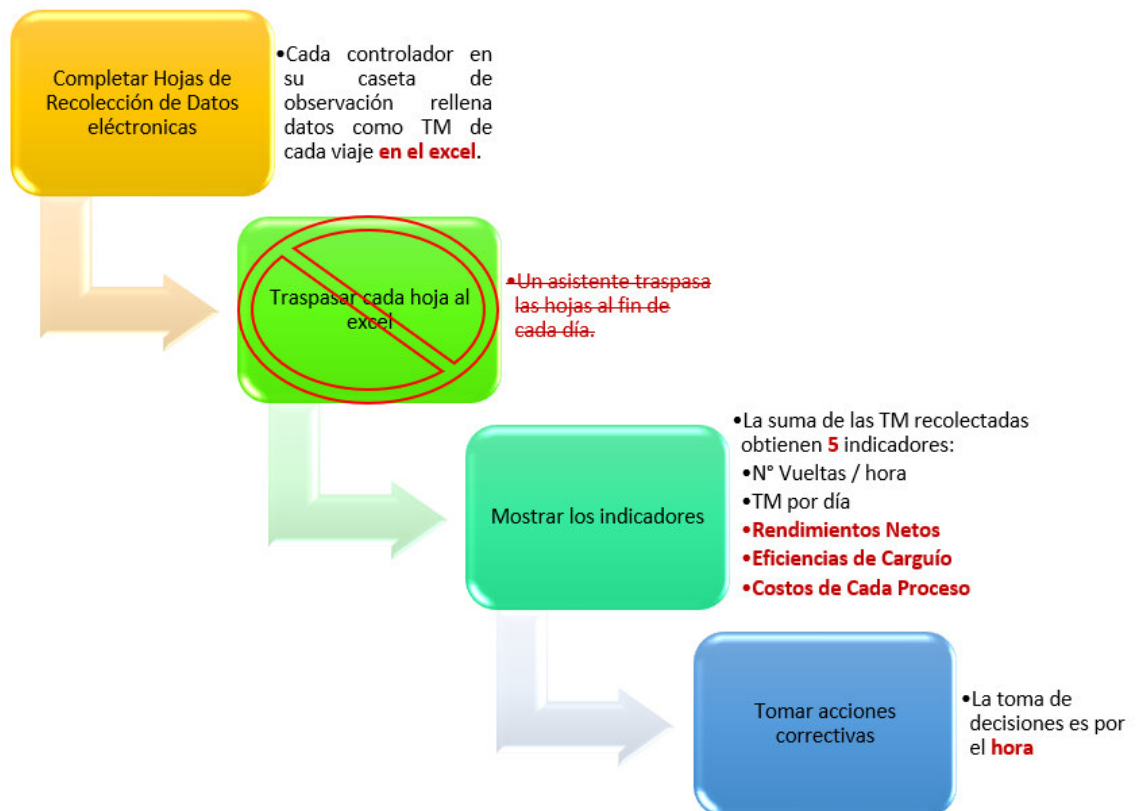 Completar Hojas de
Recolección de Datos
eléctronicas
•Cada controlador en
su caseta de
observación rellena
datos como TM de
cada viaje en el excel.
Traspasar cada hoja al
excel
•Un asistente traspasa
las hojas al fin de
cada día.
Mostrar los indicadores
•La suma de las TM recolectadas
obtienen 5 indicadores:
•N° Vueltas / hora
•TM por día
•Rendimientos Netos
•Eficiencias de Carguío
•Costos de Cada Proceso
Tomar acciones
correctivas
•La toma de
decisiones es por
el hora